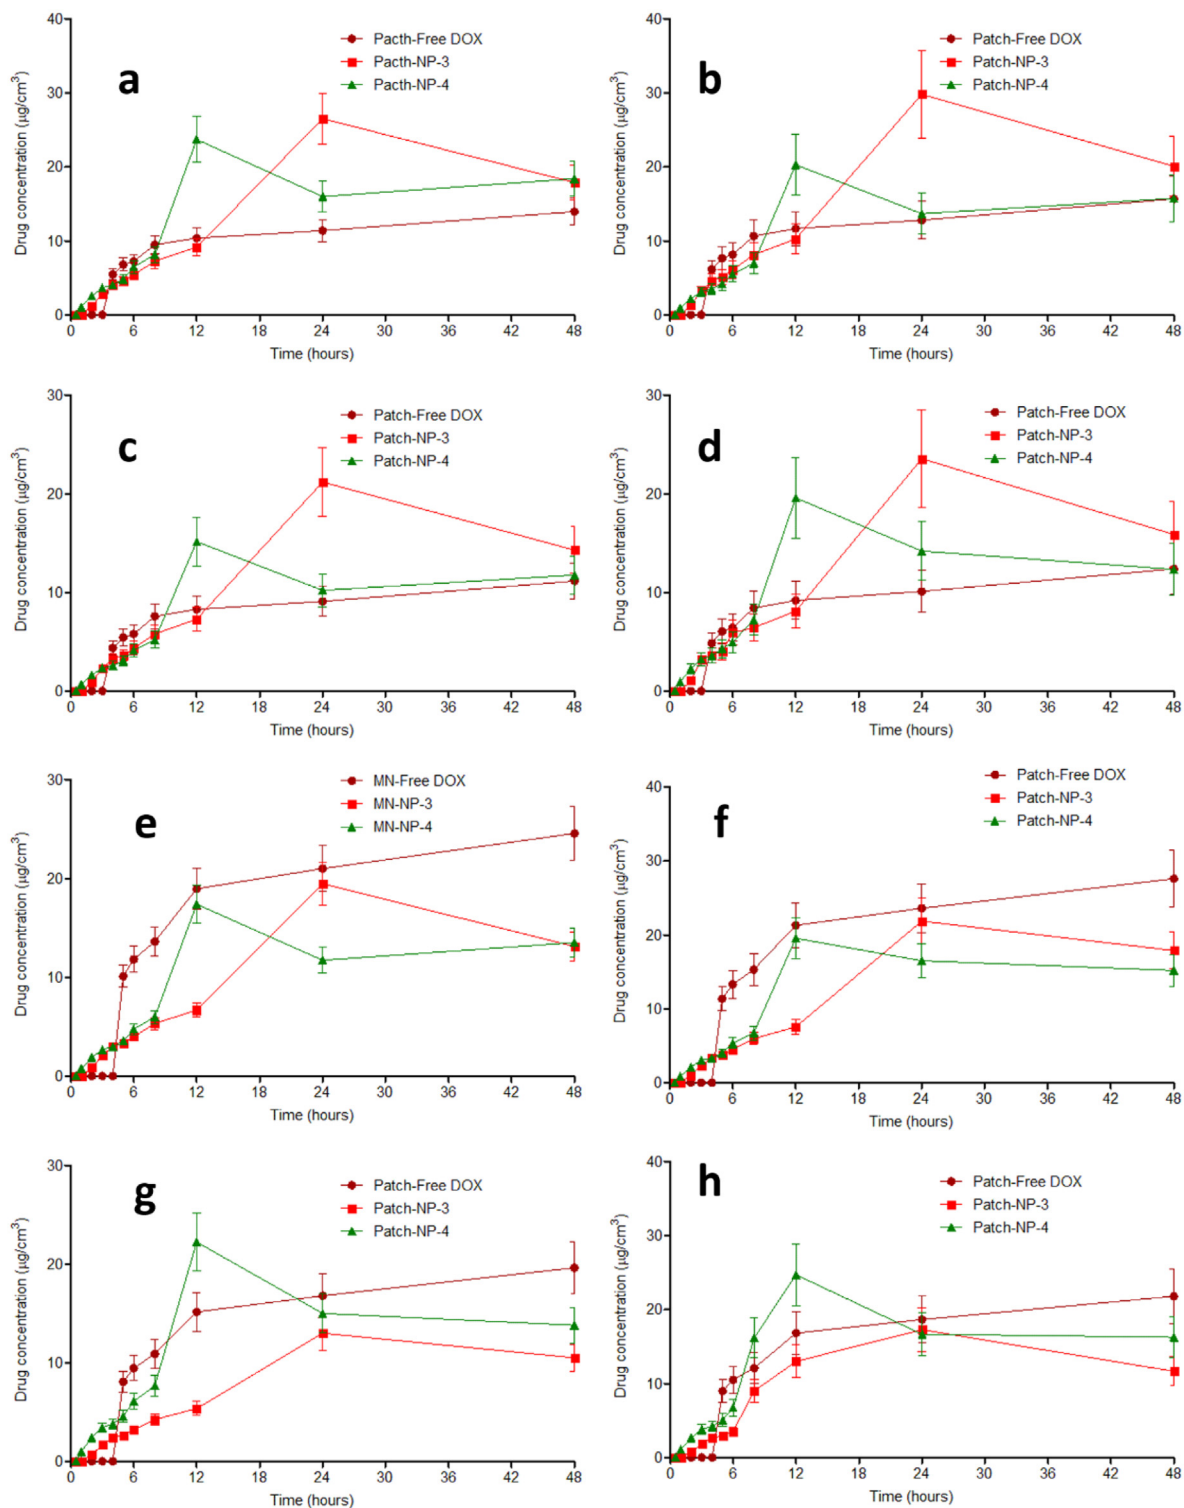 a
Drug concentration (µg/cm³)
40
30
20
10
0
Pacth-Free DOX
Pacth-NP-3
Pacth-NP-4
0 6 12 18 24 30 36 42 48
Time (hours)
b
Drug concentration (µg/cm³)
40
30
20
10
0
Patch-Free DOX
Patch-NP-3
Patch-NP-4
0 6 12 18 24 30 36 42 48
Time (hours)
c
Drug concentration (µg/cm³)
30
20
10
0
Patch-Free DOX
Patch-NP-3
Patch-NP-4
0 6 12 18 24 30 36 42 48
Time (hours)
d
Drug concentration (µg/cm³)
30
20
10
0
Patch-Free DOX
Patch-NP-3
Patch-NP-4
0 6 12 18 24 30 36 42 48
Time (hours)
e
Drug concentration (µg/cm³)
30
20
10
0
MN-Free DOX
MN-NP-3
MN-NP-4
0 6 12 18 24 30 36 42 48
Time (hours)
f
Drug concentration (µg/cm³)
40
30
20
10
0
Patch-Free DOX
Patch-NP-3
Patch-NP-4
0 6 12 18 24 30 36 42 48
Time (hours)
g
Drug concentration (µg/cm³)
30
20
10
0
Patch-Free DOX
Patch-NP-3
Patch-NP-4
0 6 12 18 24 30 36 42 48
Time (hours)
h
Drug concentration (µg/cm³)
40
30
20
10
0
Patch-Free DOX
Patch-NP-3
Patch-NP-4
0 6 12 18 24 30 36 42 48
Time (hours)